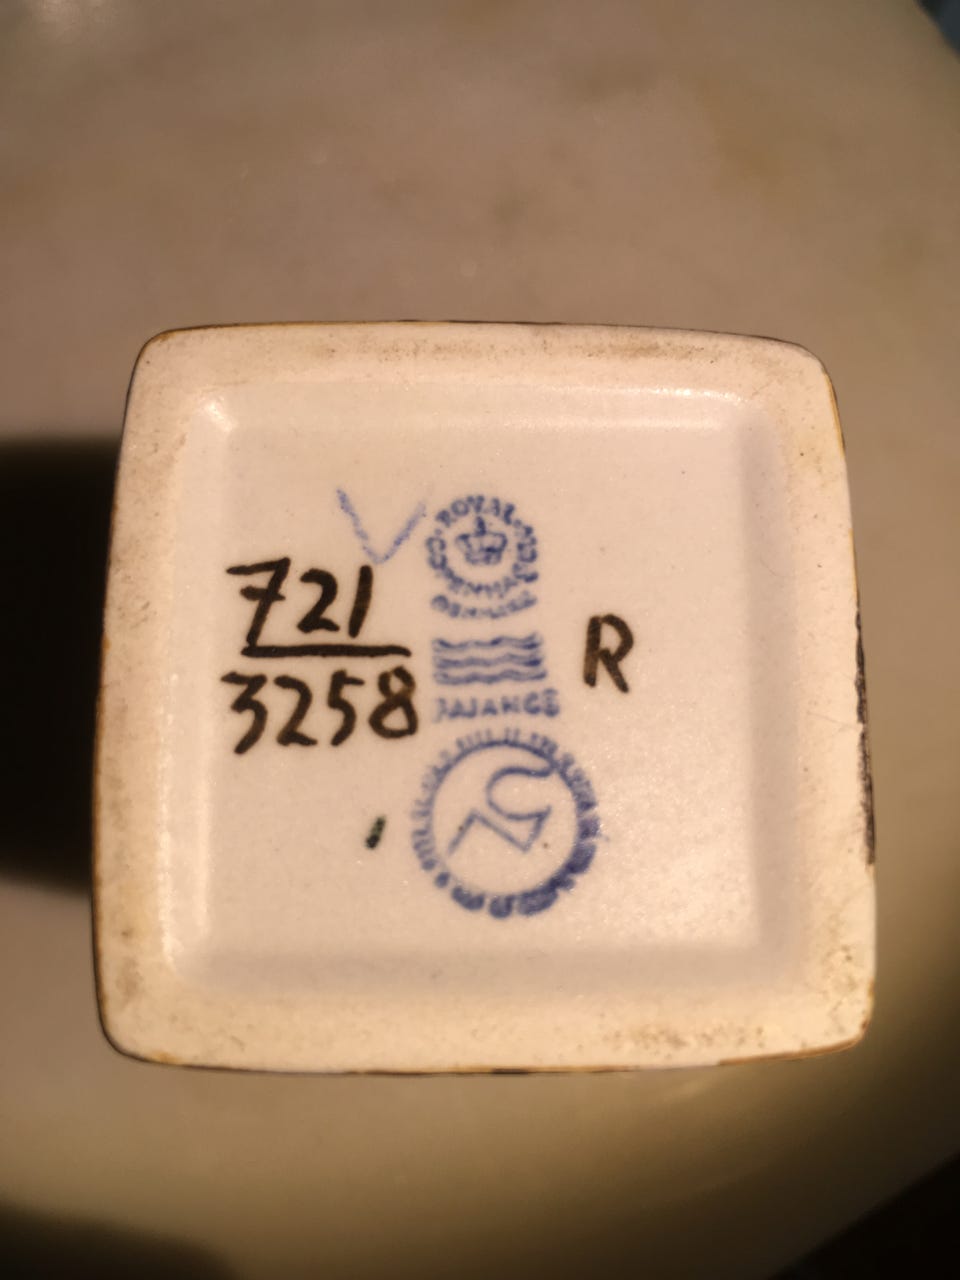 ROYAL COPENHAGEN
DENMARK
721
3258
R
FAJANCE